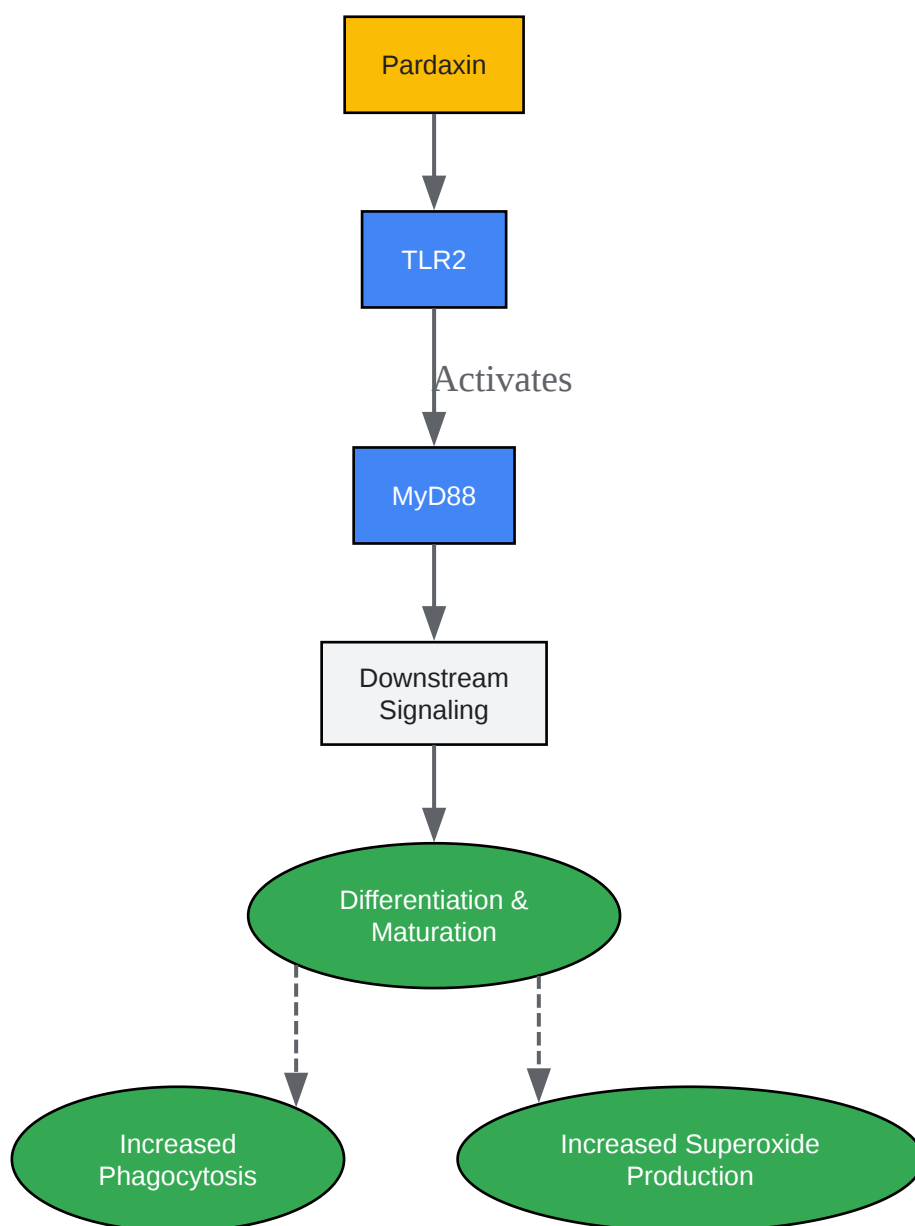 Pardaxin
TLR2
Activates
MyD88
Downstream
Signaling
Differentiation &
Maturation
Increased
Phagocytosis
Increased Superoxide
Production